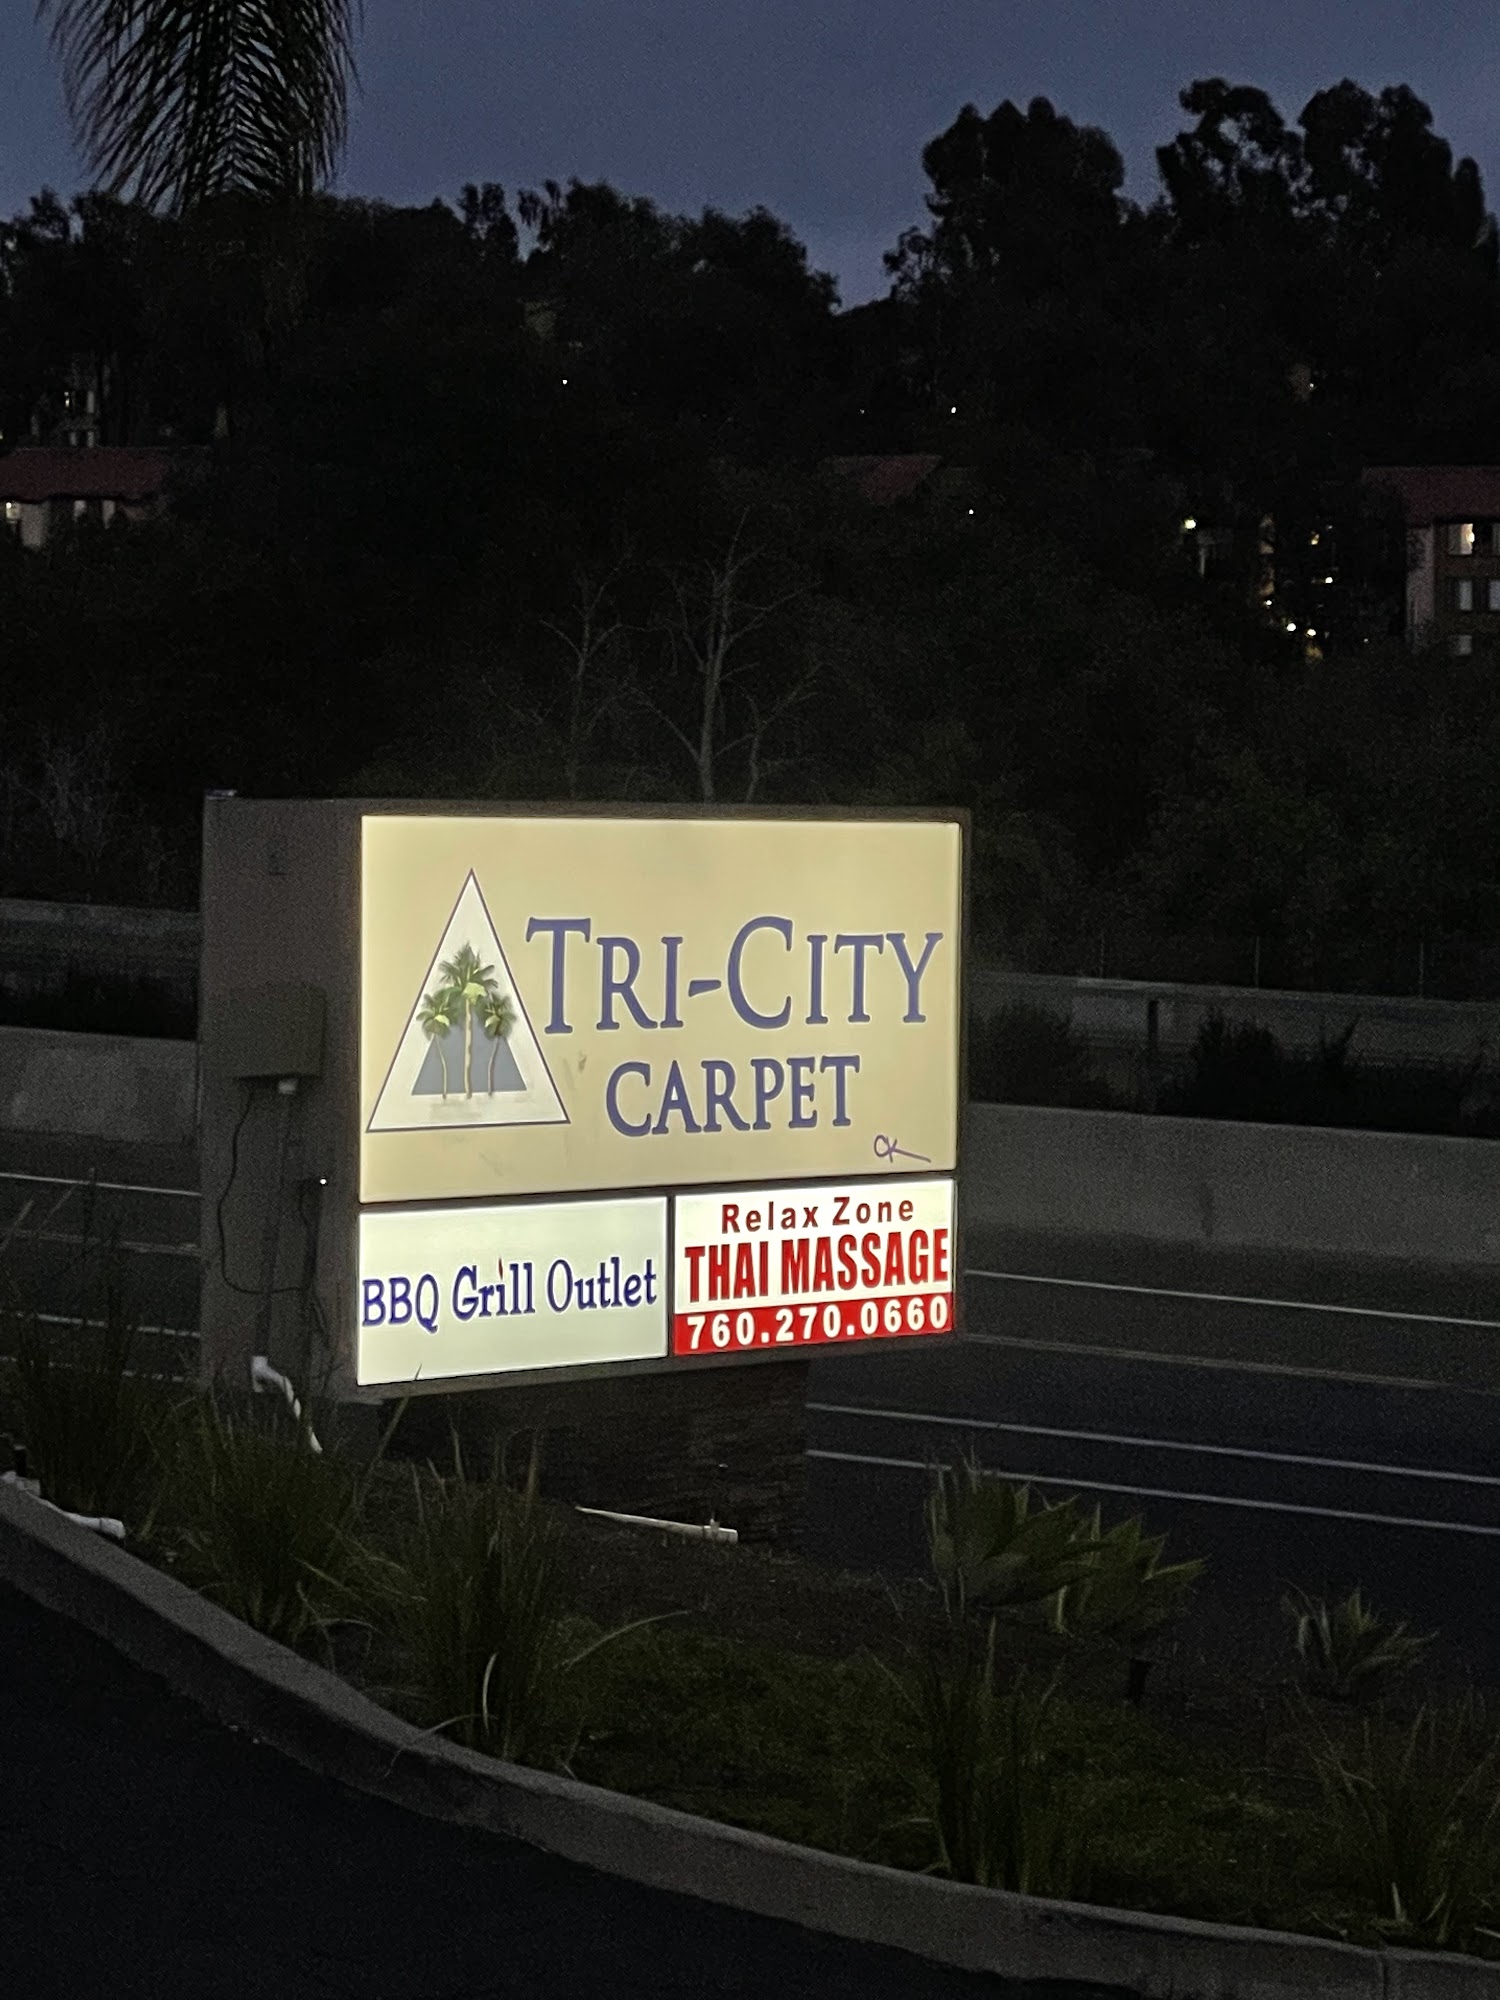 TRI-CITY
CARPET
BBQ Grill Outlet
Relax Zone
THAI MASSAGE
760.270.0660